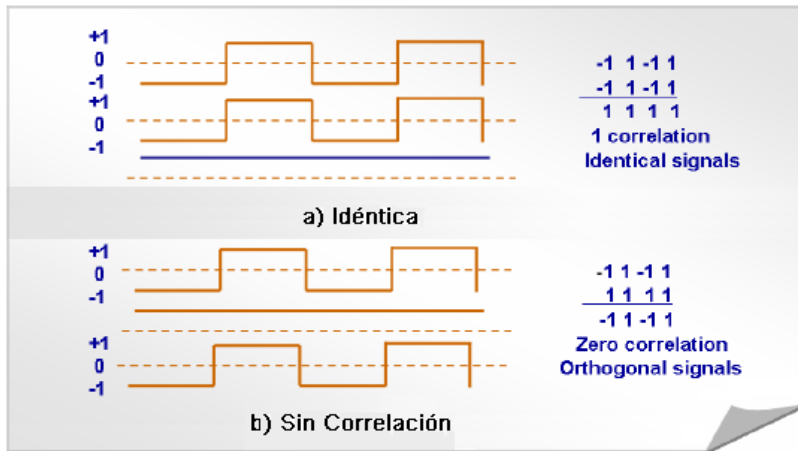 +1
0
-1
+1
0
-1
-1 1 -1 1
-1 1 -1 1
1 1 1 1
1 correlation
Identical signals
a) Idéntica
+1
0
-1
+1
0
-1
-1 1 -1 1
1 1 1 1
-1 1 -1 1
Zero correlation
Orthogonal signals
b) Sin Correlación